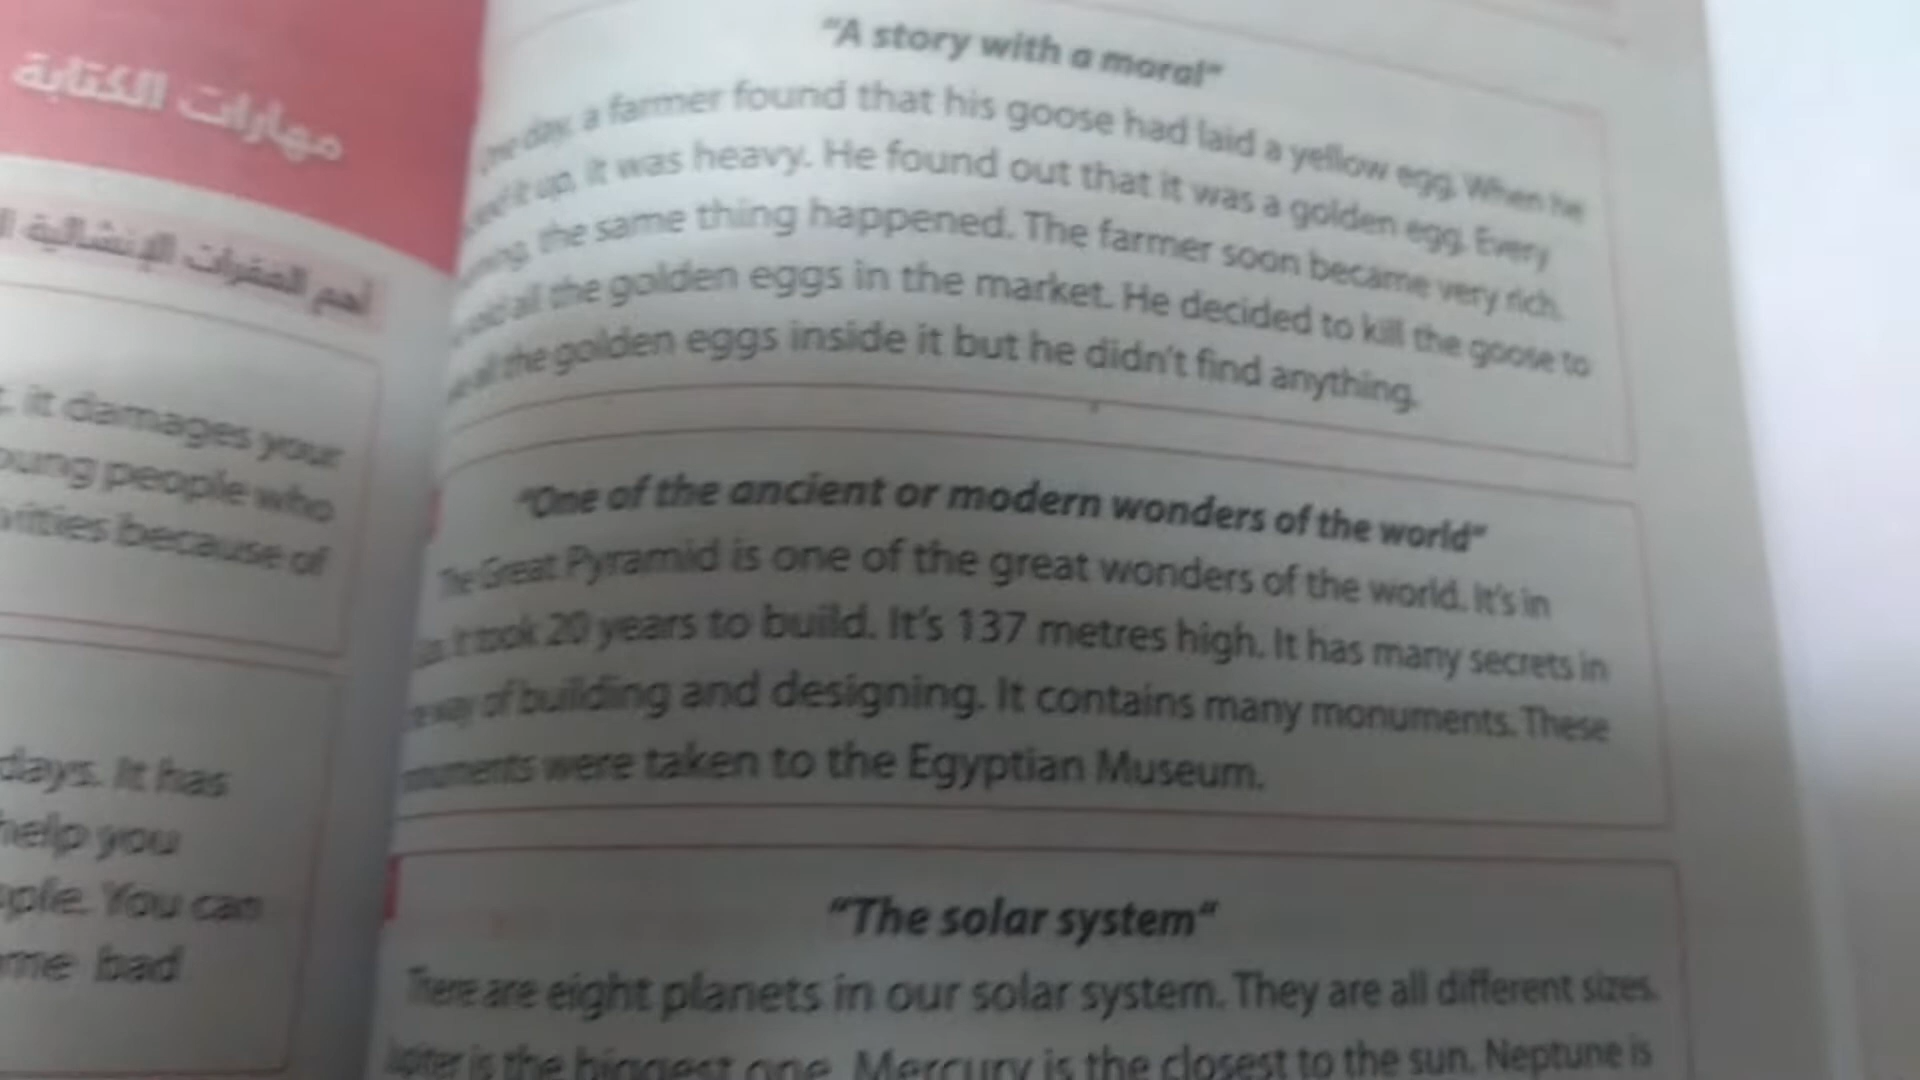 مهارات الكتابة
أهم الفقرات الإنشائية
it damages your
young people who
because of
days. It has
help you
You can
bad
"A story with a moral"
One day, a farmer found that his goose had laid a yellow egg. When he
it up, it was heavy. He found out that it was a golden egg. Every
the same thing happened. The farmer soon became very rich.
all the golden eggs in the market. He decided to kill the goose to
all the golden eggs inside it but he didn't find anything.
"One of the ancient or modern wonders of the world"
The Great Pyramid is one of the great wonders of the world. It's in
It took 20 years to build. It's 137 metres high. It has many secrets in
way of building and designing. It contains many monuments. These
monuments were taken to the Egyptian Museum.
"The solar system"
There are eight planets in our solar system. They are all different sizes.
Jupiter is the biggest one. Mercury is the closest to the sun. Neptune is